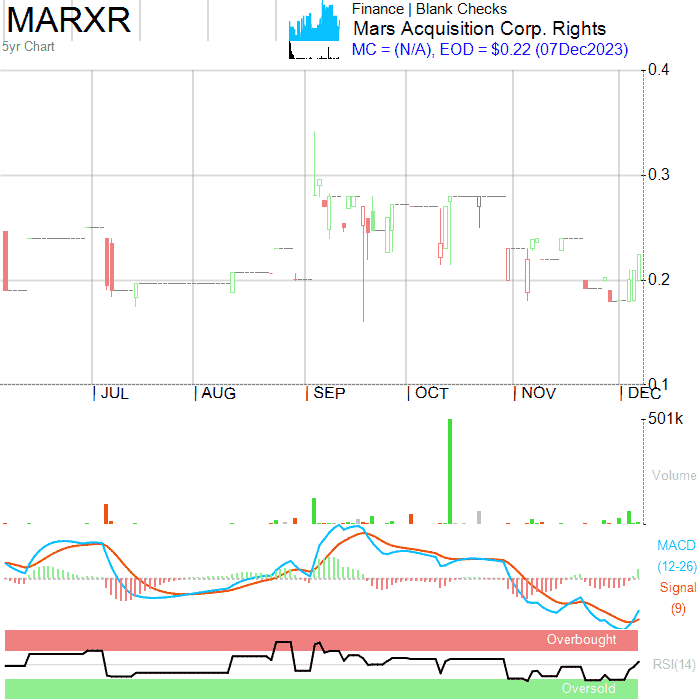 MARXR
5yr Chart
Finance | Blank Checks
Mars Acquisition Corp. Rights
MC = (N/A), EOD = $0.22 (07Dec2023)
0.4
0.3
0.2
0.1
JUL AUG SEP OCT NOV DEC
501k
Volume
MACD
(12-26)
Signal
(9)
Overbought
RSI(14)
Oversold